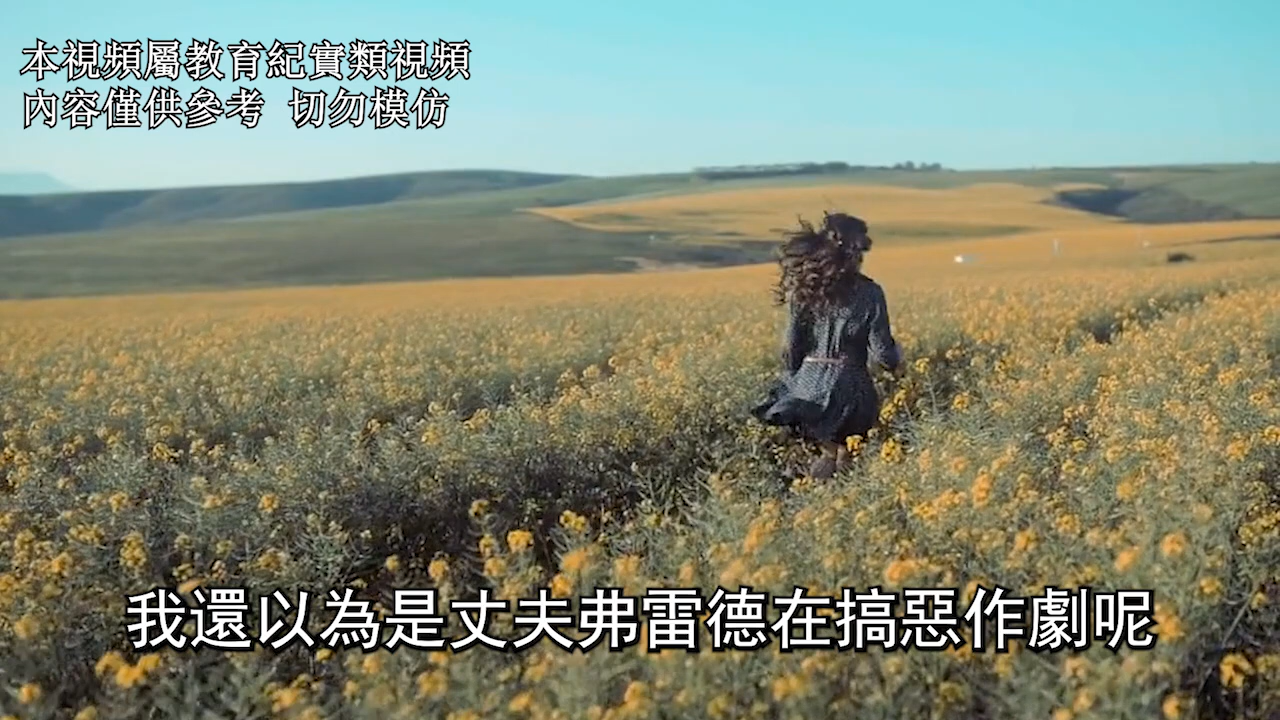 本視頻屬教育紀實類視頻
內容僅供參考 切勿模仿
我還以為是丈夫弗雷德在搞惡作劇呢